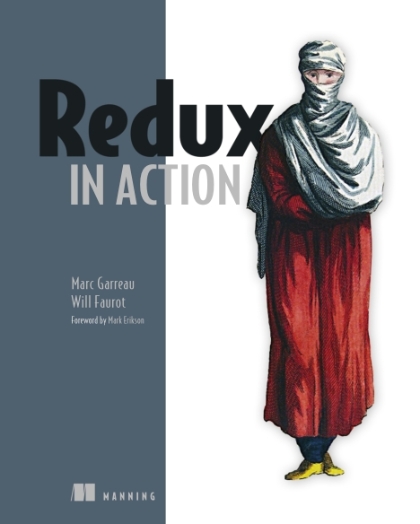 Redux
IN ACTION
Marc Garreau
Will Faurot
Foreword by Mark Erikson
MANNING